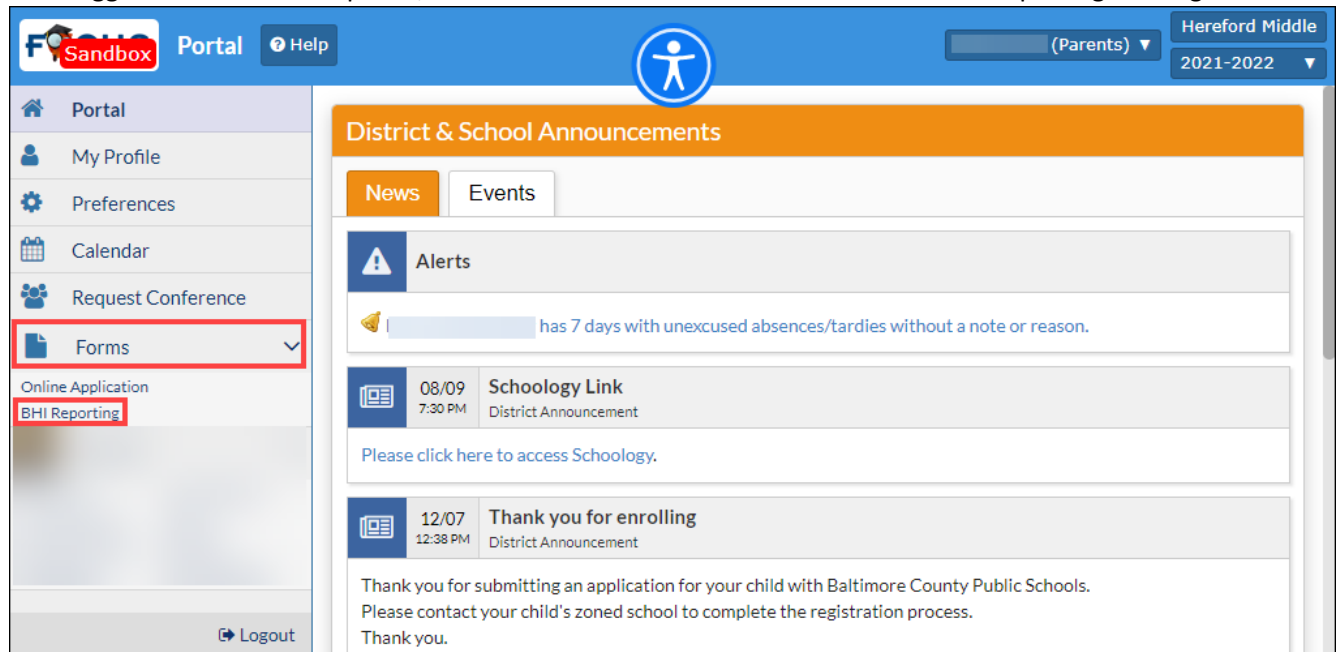 Sandbox
Portal
Help
(Parents) ▼
Hereford Middle
2021-2022 ▼
Portal
My Profile
Preferences
Calendar
Request Conference
Forms
Online Application
BHI Reporting
Logout
District & School Announcements
News
Events
Alerts
has 7 days with unexcused absences/tardies without a note or reason.
08/09
7:30 PM
Schoology Link
District Announcement
Please click here to access Schoology.
12/07
12:38 PM
Thank you for enrolling
District Announcement
Thank you for submitting an application for your child with Baltimore County Public Schools.
Please contact your child's zoned school to complete the registration process.
Thank you.